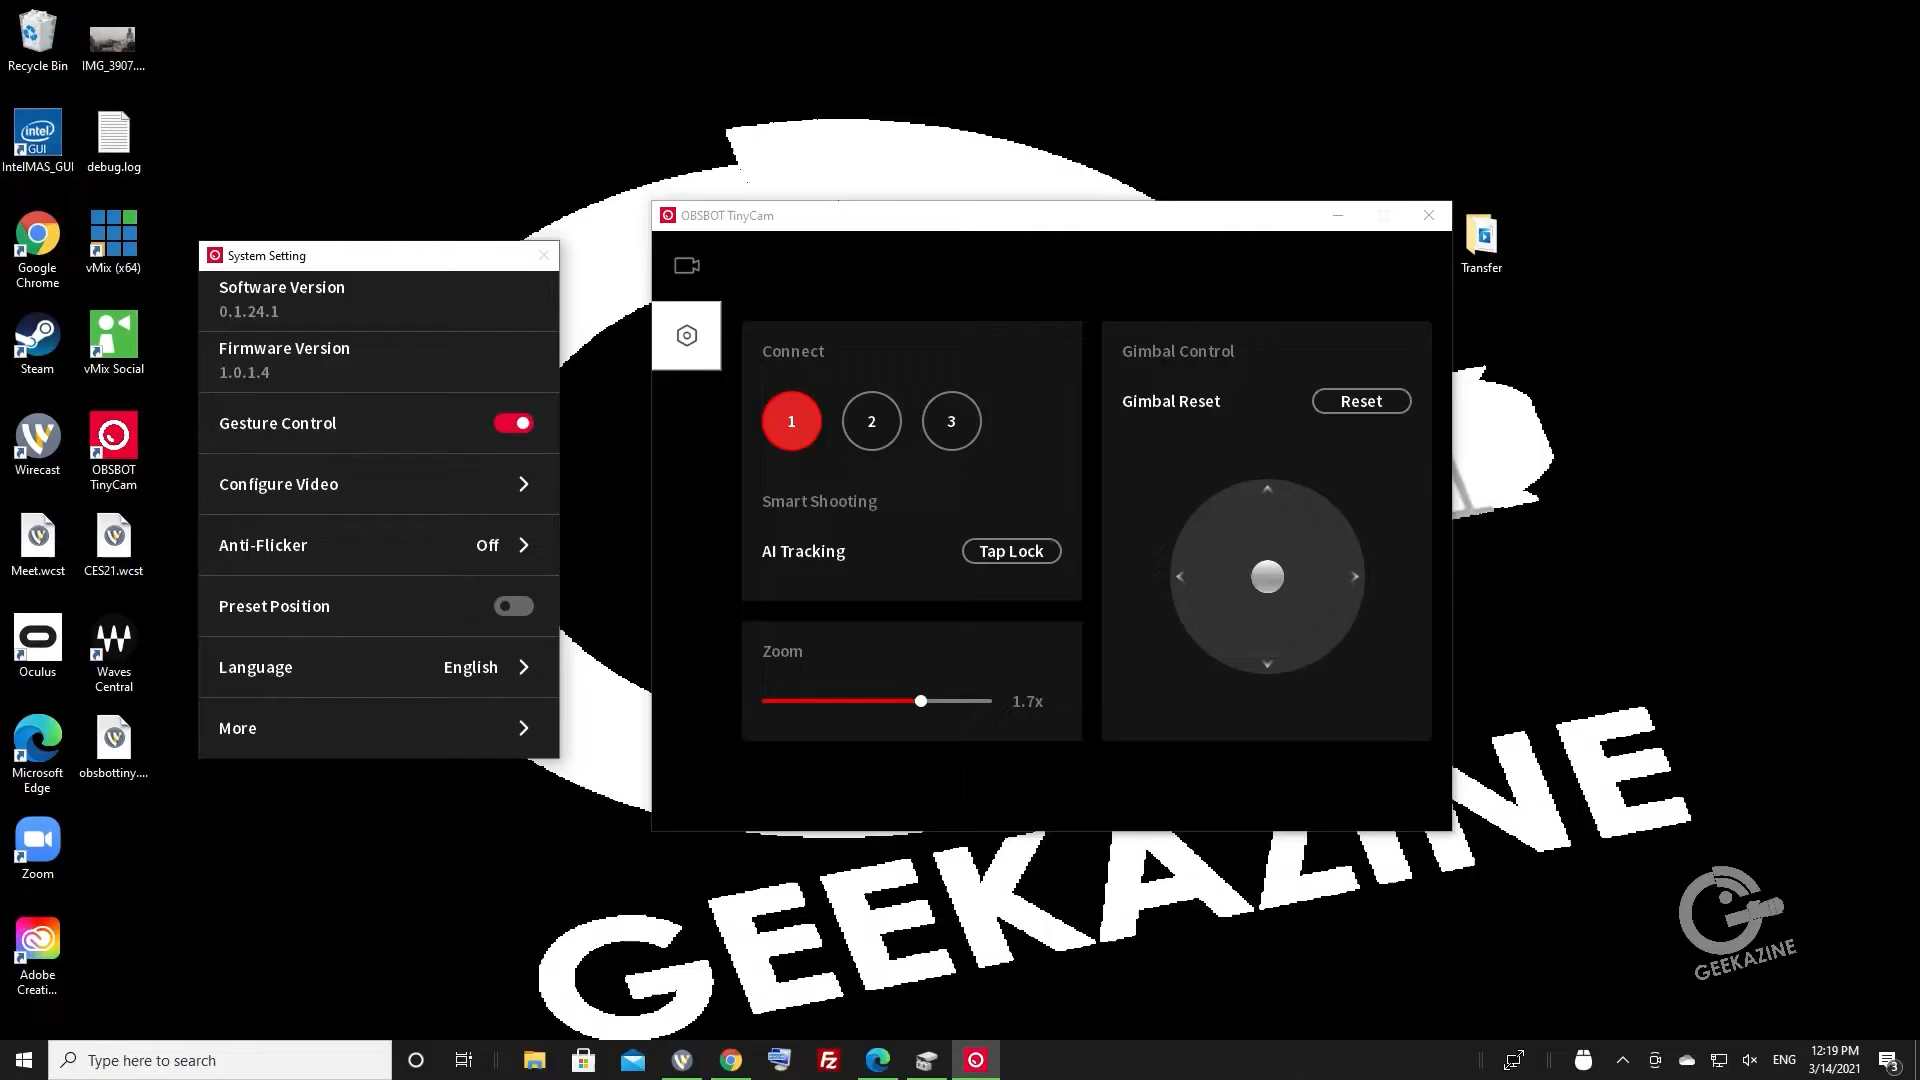 Recycle Bin
IMG_3907....
intel
GUI
IntelMAS_GUI
debug.log
Google
Chrome
vMix (x64)
Steam
vMix Social
Wirecast
OBSBOT
TinyCam
Meet.wcst
CES21.wcst
Oculus
Waves
Central
Microsoft
Edge
obsbottiny....
Zoom
Adobe
Creati...
System Setting
Software Version
0.1.24.1
Firmware Version
1.0.1.4
Gesture Control
Configure Video
Anti-Flicker Off
Preset Position
Language English
More
OBSBOT TinyCam
Connect
1 2 3
Smart Shooting
AI Tracking Tap Lock
Zoom
1.7x
Gimbal Control
Gimbal Reset Reset
Transfer
GEEKAZINE
GEEKAZINE
Type here to search
FZ
ENG
12:19 PM
3/14/2021
3